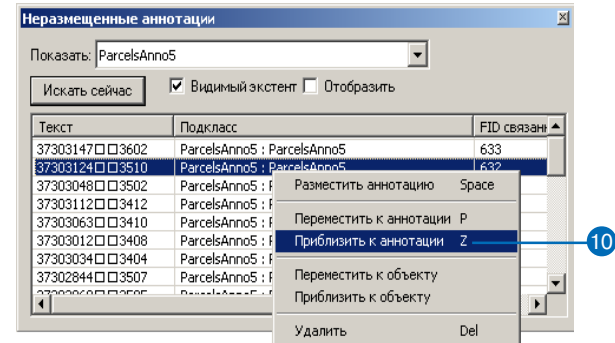 Неразмещенные аннотации
Показать: ParcelsAnno5
Искать сейчас Видимый экстент Отобразить
Текст Подкласс FID связанн
37303147□□3602 ParcelsAnno5 : ParcelsAnno5 633
37303124□□3510 ParcelsAnno5 : ParcelsAnno5 632
37303048□□3502 ParcelsAnno5 : P
37303112□□3412 ParcelsAnno5 : P
37303063□□3410 ParcelsAnno5 : P
37303012□□3408 ParcelsAnno5 : P
37303034□□3404 ParcelsAnno5 : P
37302844□□3507 ParcelsAnno5 : P
Разместить аннотацию Space
Переместить к аннотации P
Приблизить к аннотации Z
10
Переместить к объекту
Приблизить к объекту
Удалить Del